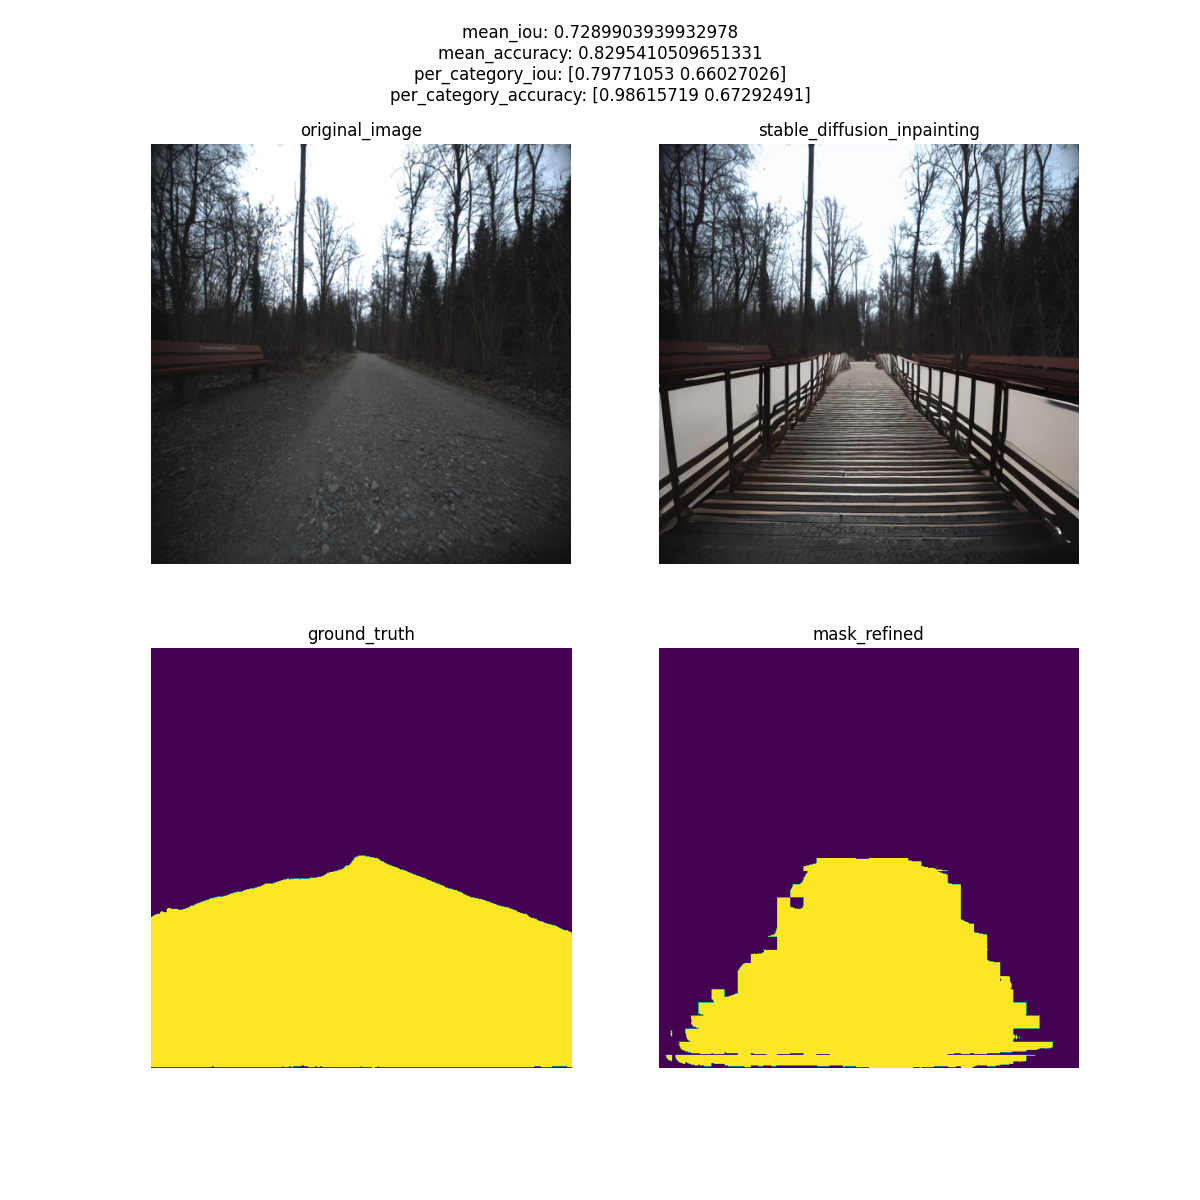 mean_iou: 0.7289903939932978
mean_accuracy: 0.8295410509651331
per_category_iou: [0.79771053 0.66027026]
per_category_accuracy: [0.98615719 0.67292491]
original_image
stable_diffusion_inpainting
ground_truth
mask_refined